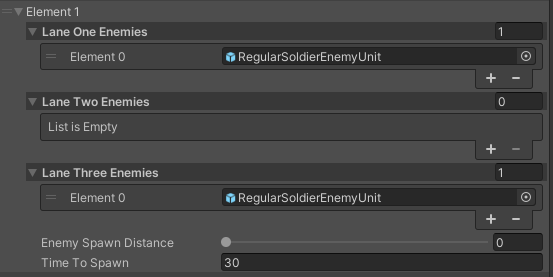 Element 1
Lane One Enemies 1
Element 0 RegularSoldierEnemyUnit
+ −
Lane Two Enemies 0
List is Empty
+ −
Lane Three Enemies 1
Element 0 RegularSoldierEnemyUnit
+ −
Enemy Spawn Distance 0
Time To Spawn 30